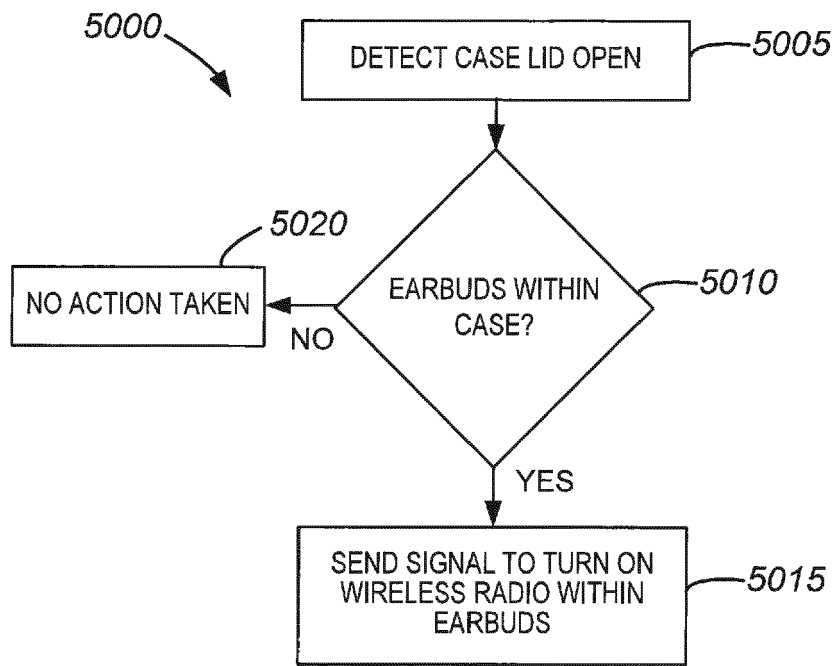 5000
DETECT CASE LID OPEN
5005
5020
NO ACTION TAKEN
NO
EARBUDS WITHIN
CASE?
5010
YES
SEND SIGNAL TO TURN ON
WIRELESS RADIO WITHIN
EARBUDS
5015